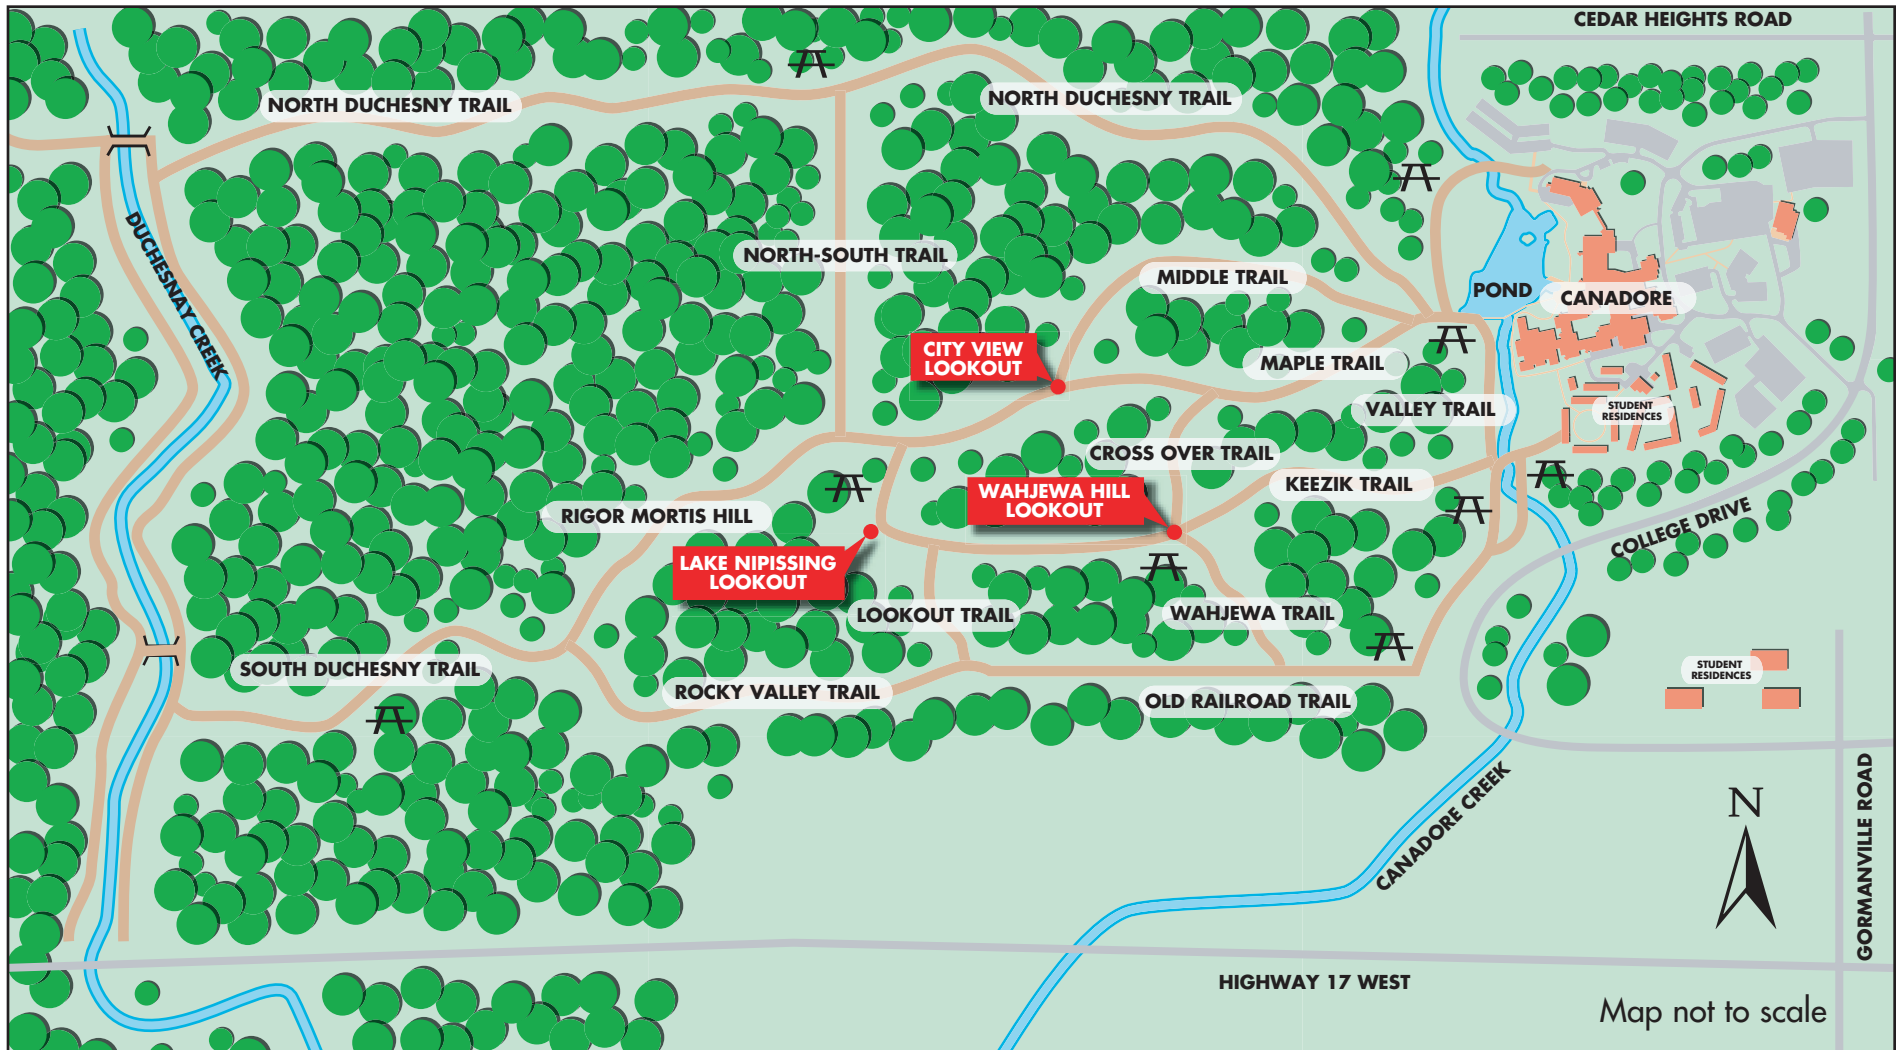 CEDAR HEIGHTS ROAD
NORTH DUCHESNY TRAIL
NORTH DUCHESNY TRAIL
DUCHESNAY CREEK
NORTH-SOUTH TRAIL
MIDDLE TRAIL
POND
CANADORE
CITY VIEW
LOOKOUT
MAPLE TRAIL
VALLEY TRAIL
STUDENT
RESIDENCES
CROSS OVER TRAIL
WAHJEWA HILL
LOOKOUT
KEEZIK TRAIL
RIGOR MORTIS HILL
COLLEGE DRIVE
LAKE NIPISSING
LOOKOUT
LOOKOUT TRAIL
WAHJEWA TRAIL
SOUTH DUCHESNY TRAIL
ROCKY VALLEY TRAIL
OLD RAILROAD TRAIL
STUDENT
RESIDENCES
CANADORE CREEK
N
GORMANVILLE ROAD
HIGHWAY 17 WEST
Map not to scale